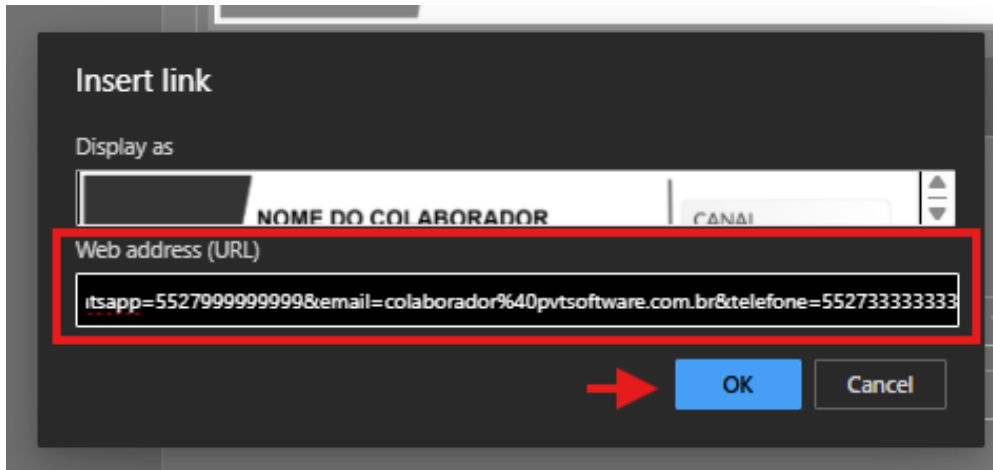 Insert link
Display as
NOME DO COLABORADOR
CANAL
Web address (URL)
tsapp=5527999999999&email=colaborador%40pvtsoftware.com.br&telefone=552733333333
OK
Cancel